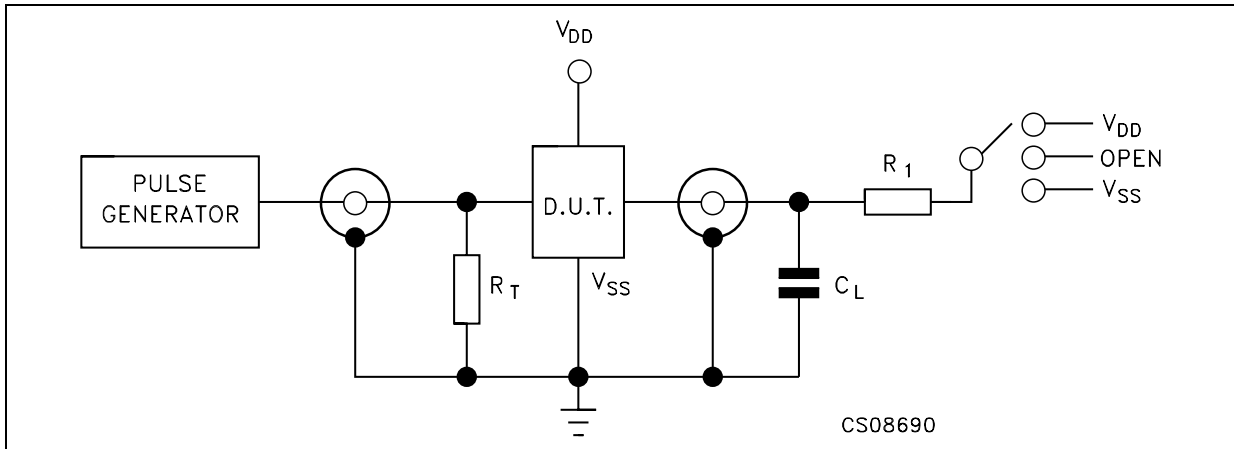 VDD
PULSE
GENERATOR
D.U.T.
RT
VSS
CL
R1
VDD
OPEN
VSS
CS08690